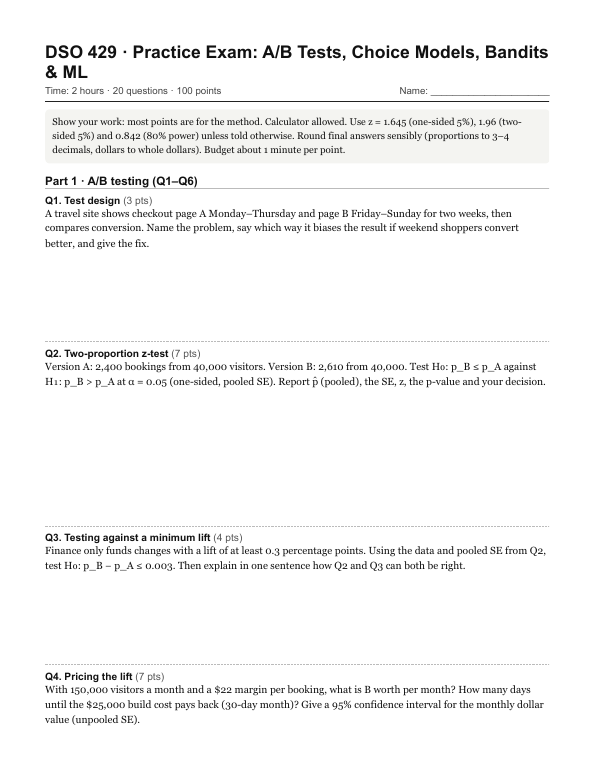 DSO 429 · Practice Exam: A/B Tests, Choice Models, Bandits
& ML
Time: 2 hours · 20 questions · 100 points
Name: ______________________
Show your work: most points are for the method. Calculator allowed. Use z = 1.645 (one-sided 5%), 1.96 (two-
sided 5%) and 0.842 (80% power) unless told otherwise. Round final answers sensibly (proportions to 3–4
decimals, dollars to whole dollars). Budget about 1 minute per point.
Part 1 · A/B testing (Q1–Q6)
Q1. Test design (3 pts)
A travel site shows checkout page A Monday–Thursday and page B Friday–Sunday for two weeks, then
compares conversion. Name the problem, say which way it biases the result if weekend shoppers convert
better, and give the fix.
Q2. Two-proportion z-test (7 pts)
Version A: 2,400 bookings from 40,000 visitors. Version B: 2,610 from 40,000. Test H₀: p_B ≤ p_A against
H₁: p_B > p_A at α = 0.05 (one-sided, pooled SE). Report p̂ (pooled), the SE, z, the p-value and your decision.
Q3. Testing against a minimum lift (4 pts)
Finance only funds changes with a lift of at least 0.3 percentage points. Using the data and pooled SE from Q2,
test H₀: p_B − p_A ≤ 0.003. Then explain in one sentence how Q2 and Q3 can both be right.
Q4. Pricing the lift (7 pts)
With 150,000 visitors a month and a $22 margin per booking, what is B worth per month? How many days
until the $25,000 build cost pays back (30-day month)? Give a 95% confidence interval for the monthly dollar
value (unpooled SE).